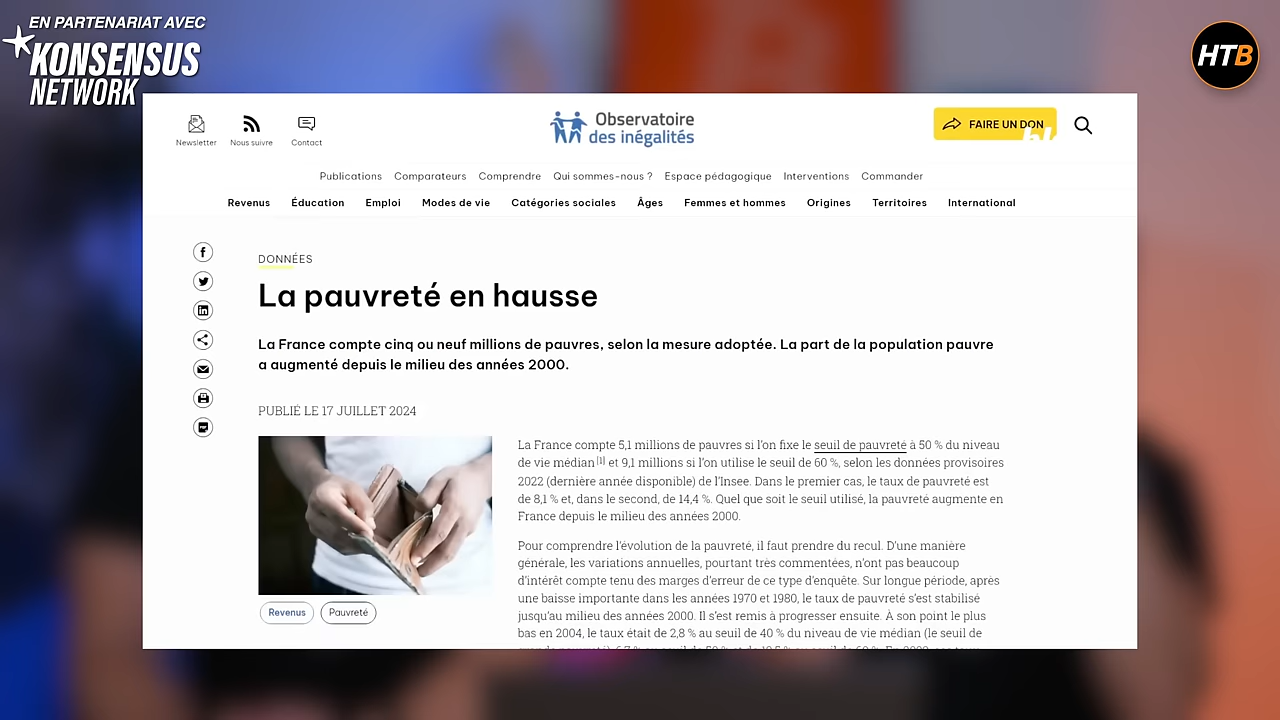 EN PARTENARIAT AVEC
KONSENSUS
NETWORK
HTB
Newsletter
Nous suivre
Contact
Observatoire
des inégalités
FAIRE UN DON
Publications Comparateurs Comprendre Qui sommes-nous ? Espace pédagogique Interventions Commander
Revenus Éducation Emploi Modes de vie Catégories sociales Âges Femmes et hommes Origines Territoires International
DONNÉES
La pauvreté en hausse
La France compte cinq ou neuf millions de pauvres, selon la mesure adoptée. La part de la population pauvre
a augmenté depuis le milieu des années 2000.
PUBLIÉ LE 17 JUILLET 2024
Revenus Pauvreté
La France compte 5,1 millions de pauvres si l'on fixe le seuil de pauvreté à 50 % du niveau
de vie médian [1] et 9,1 millions si l'on utilise le seuil de 60 %, selon les données provisoires
2022 (dernière année disponible) de l'Insee. Dans le premier cas, le taux de pauvreté est
de 8,1 % et, dans le second, de 14,4 %. Quel que soit le seuil utilisé, la pauvreté augmente en
France depuis le milieu des années 2000.
Pour comprendre l'évolution de la pauvreté, il faut prendre du recul. D'une manière
générale, les variations annuelles, pourtant très commentées, n'ont pas beaucoup
d'intérêt compte tenu des marges d'erreur de ce type d'enquête. Sur longue période, après
une baisse importante dans les années 1970 et 1980, le taux de pauvreté s'est stabilisé
jusqu'au milieu des années 2000. Il s'est remis à progresser ensuite. À son point le plus
bas en 2004, le taux était de 2,8 % au seuil de 40 % du niveau de vie médian (le seuil de